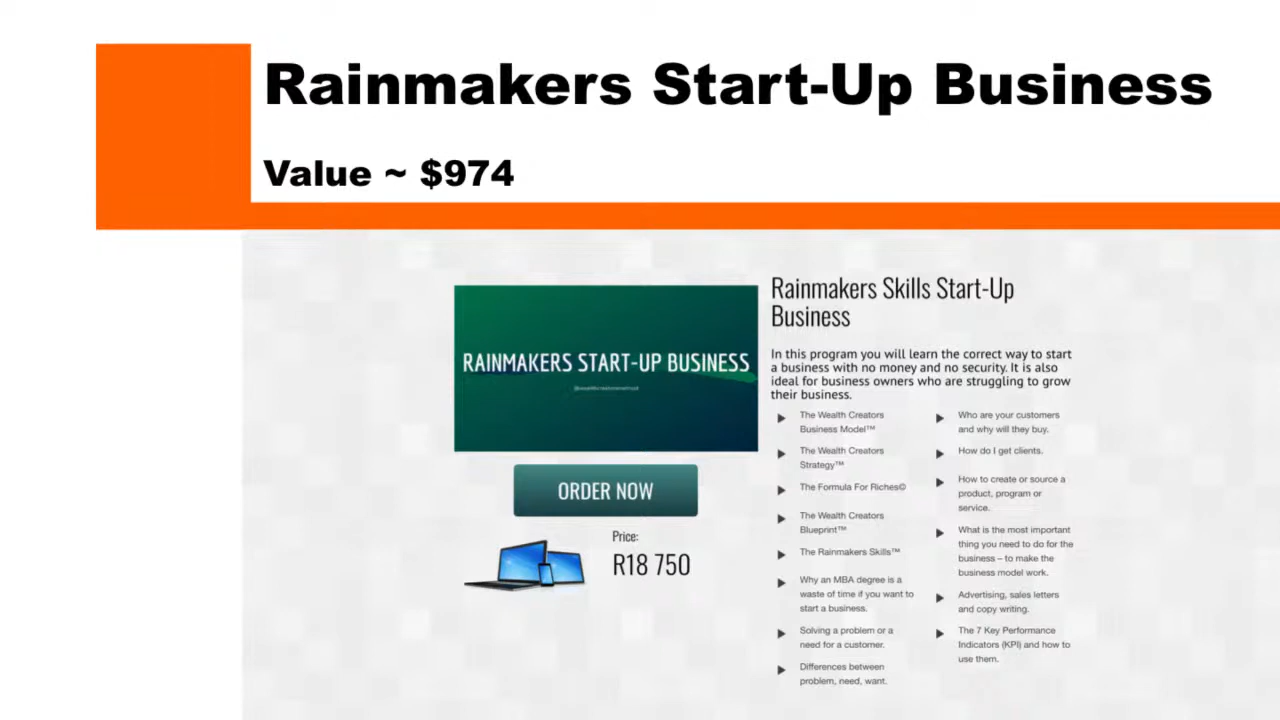 Rainmakers Start-Up Business
Value ~ $974
RAINMAKERS START-UP BUSINESS
ORDER NOW
Price:
R18 750
Rainmakers Skills Start-Up
Business
In this program you will learn the correct way to start
a business with no money and no security. It is also
ideal for business owners who are struggling to grow
their business.
The Wealth Creators
Business Model™
The Wealth Creators
Strategy™
The Formula For Riches©
The Wealth Creators
Blueprint™
The Rainmakers Skills™
Why an MBA degree is a
waste of time if you want to
start a business.
Solving a problem or a
need for a customer.
Differences between
problem, need, want.
Who are your customers
and why will they buy.
How do I get clients.
How to create or source a
product, program or
service.
What is the most important
thing you need to do for the
business – to make the
business model work.
Advertising, sales letters
and copy writing.
The 7 Key Performance
Indicators (KPI) and how to
use them.